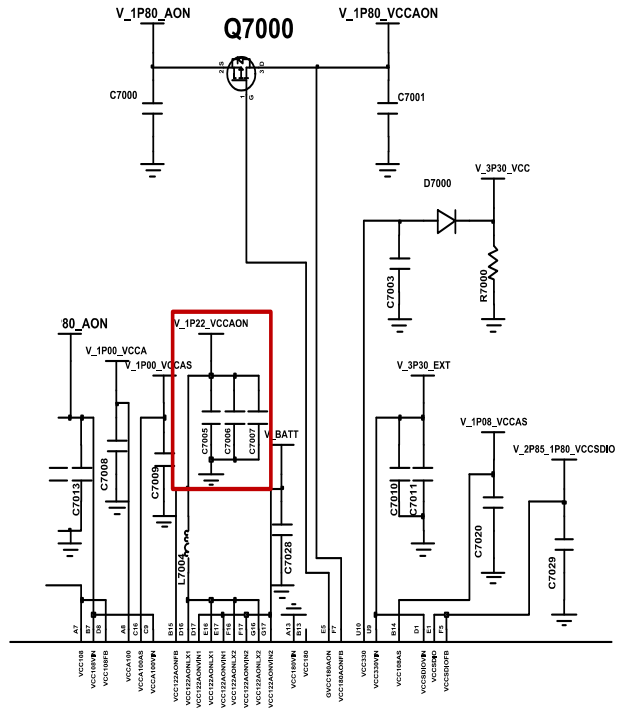 V_1P80_AON
Q7000
V_1P80_VCCAON
2 S
3 D
1 G
C7000
C7001
V_3P30_VCC
D7000
C7003
R7000
80_AON
V_1P22_VCCAON
V_1P00_VCCA
V_1P00_VCCAS
V_3P30_EXT
V_1P08_VCCAS
V_BATT
V_2P85_1P80_VCCSDIO
C7005
C7006
C7007
C7008
C7009
C7013
C7010
C7011
C7020
C7028
C7029
L7004
A7
B7
D8
A8
C16
C9
B15
D16
D17
E16
E17
F16
F17
G16
G17
A13
B13
E5
F7
U10
U9
B14
D1
E1
F5
VCC108
VCC108VIN
VCC108FB
VCCA100
VCCA100AS
VCCA100VIN
VCC122AONFB
VCC122AONLX1
VCC122AONVIN1
VCC122AONLX1
VCC122AONVIN1
VCC122AONLX2
VCC122AONVIN2
VCC122AONLX2
VCC122AONVIN2
VCC180VIN
VCC180
GVCC180AON
VCC180AONFB
VCC330
VCC330VIN
VCC108AS
VCCSDIOVIN
VCCSDIO
VCCSDIOFB